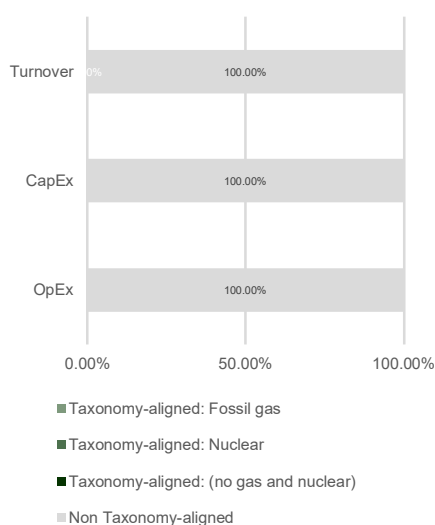 Turnover
100.00%
CapEx
100.00%
OpEx
100.00%
0.00%
50.00%
100.00%
Taxonomy-aligned: Fossil gas
Taxonomy-aligned: Nuclear
Taxonomy-aligned: (no gas and nuclear)
Non Taxonomy-aligned